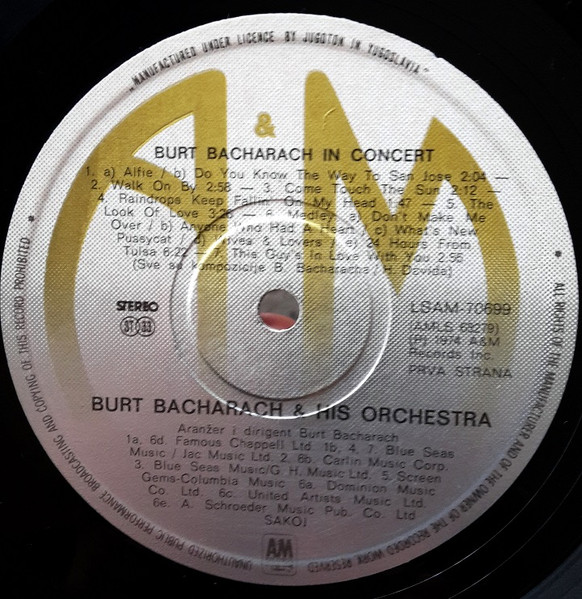 „MANUFACTURED UNDER LICENCE BY JUGOTON IN YUGOSLAVIA"
A&M
BURT BACHARACH IN CONCERT
1. a) Alfie / b) Do You Know The Way To San Jose 2:04 —
2. Walk On By 2:58 — 3. Come Touch The Sun 2:12 —
4. Raindrops Keep Fallin' On My Head 1:47 — 5. The
Look Of Love 3:26 — 6. Medley: a) Don't Make Me
Over / b) Anyone Who Had A Heart / c) What's New
Pussycat / d) Wives & Lovers / e) 24 Hours From
Tulsa 6:22 — 7. This Guy's In Love With You 2:56
(Sve su kompozicije B. Bacharacha / H. Davida)
STEREO
ST 33
LSAM-70699
(AMLS 63279)
(P) 1974 A&M
Records Inc.
PRVA STRANA
BURT BACHARACH & HIS ORCHESTRA
Aranžer i dirigent Burt Bacharach
1a. 6d. Famous Chappell Ltd. 1b, 4, 7. Blue Seas
Music / Jac Music Ltd. 2, 6b. Carlin Music Corp.
3. Blue Seas Music/G. H. Music Ltd. 5. Screen
Gems-Columbia Music 6a. Dominion Music
Co. Ltd. 6c. United Artists Music Ltd.
6e. A. Schroeder Music Pub. Co. Ltd
SAKOJ
AM
ALL RIGHTS OF THE MANUFACTURER AND OF THE OWNER OF THE RECORDED WORK RESERVED
UNAUTHORIZED PUBLIC PERFORMANCE BROADCASTING AND COPYING OF THIS RECORD PROHIBITED